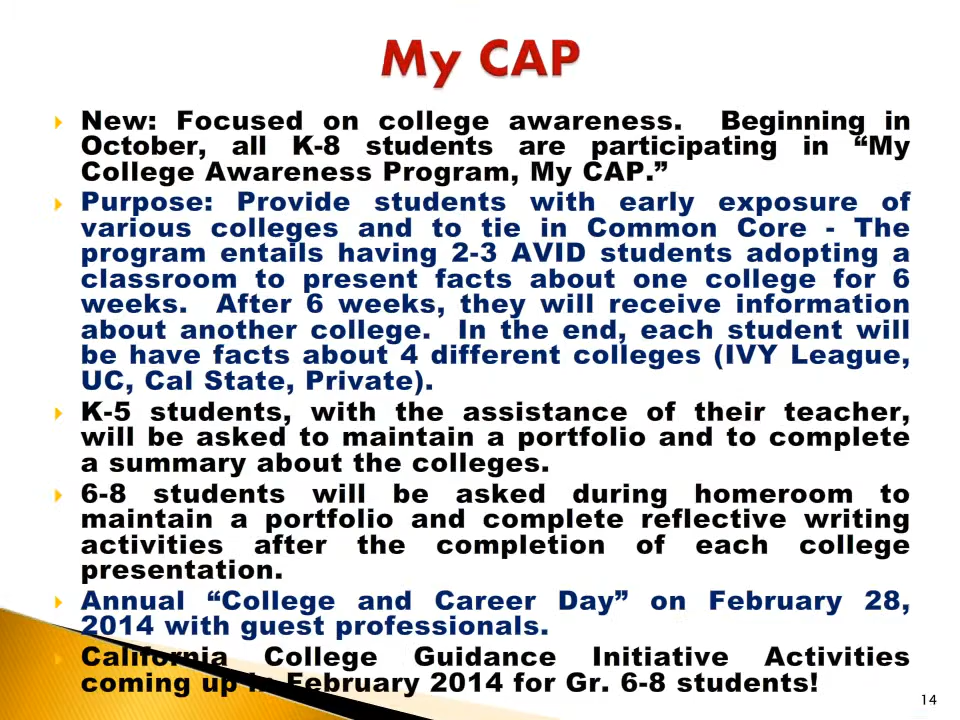 My CAP
New: Focused on college awareness. Beginning in
October, all K-8 students are participating in “My
College Awareness Program, My CAP.”
Purpose: Provide students with early exposure of
various colleges and to tie in Common Core - The
program entails having 2-3 AVID students adopting a
classroom to present facts about one college for 6
weeks. After 6 weeks, they will receive information
about another college. In the end, each student will
be have facts about 4 different colleges (IVY League,
UC, Cal State, Private).
K-5 students, with the assistance of their teacher,
will be asked to maintain a portfolio and to complete
a summary about the colleges.
6-8 students will be asked during homeroom to
maintain a portfolio and complete reflective writing
activities after the completion of each college
presentation.
Annual “College and Career Day” on February 28,
2014 with guest professionals.
California College Guidance Initiative Activities
coming up in February 2014 for Gr. 6-8 students!
14